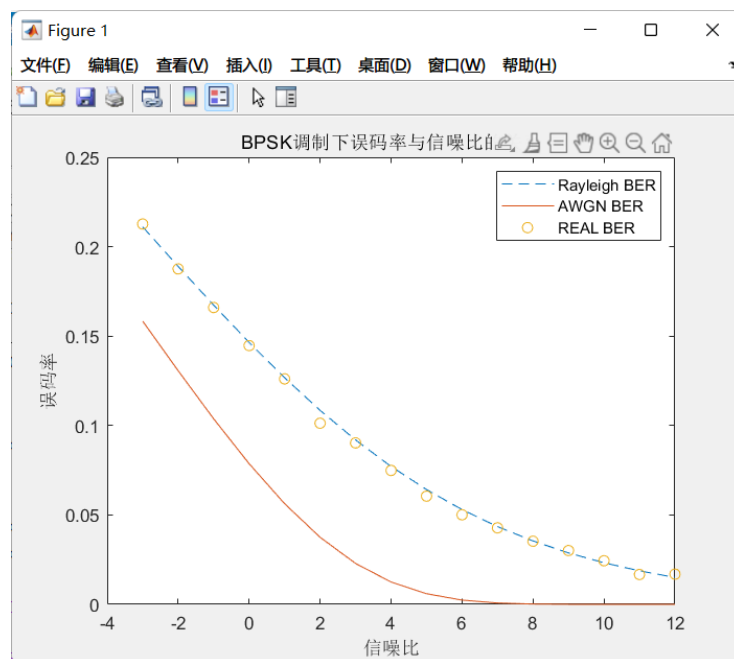 Figure 1
文件(F) 编辑(E) 查看(V) 插入(I) 工具(T) 桌面(D) 窗口(W) 帮助(H)
BPSK调制下误码率与信噪比的
Rayleigh BER
AWGN BER
REAL BER
误码率
0.25
0.2
0.15
0.1
0.05
0
-4 -2 0 2 4 6 8 10 12
信噪比